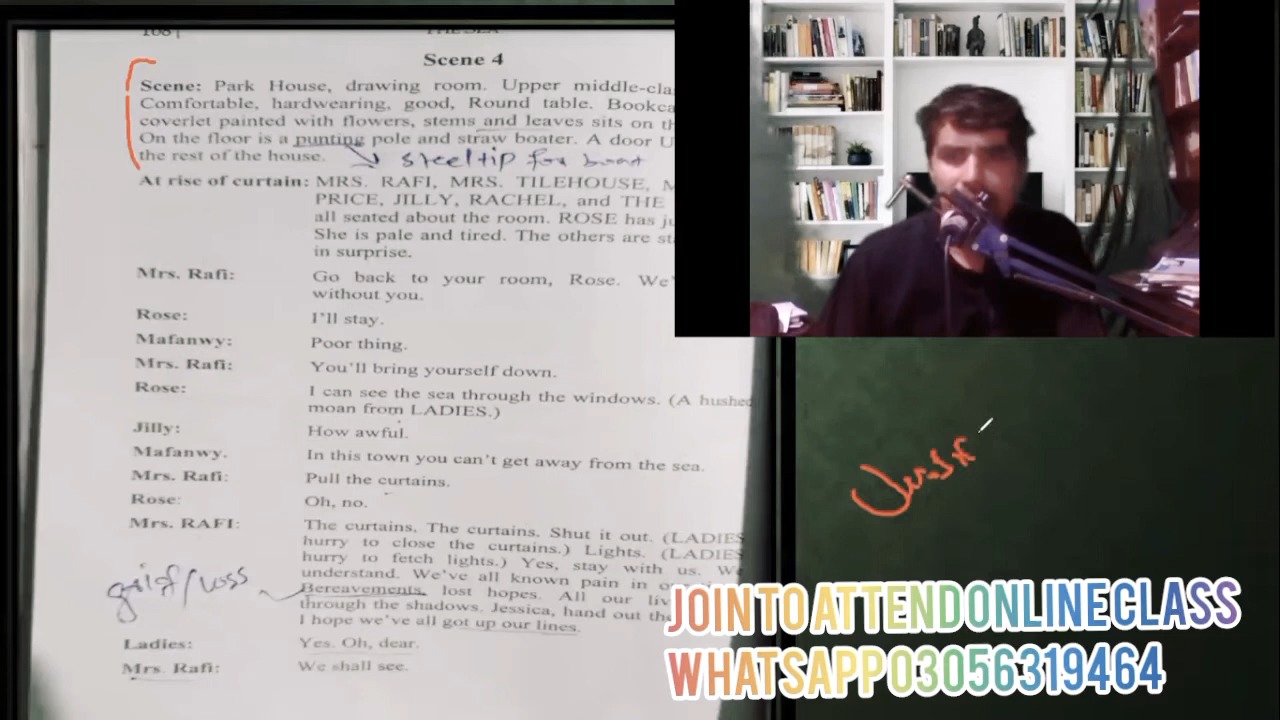 168 | THE SEA
Scene 4
Scene: Park House, drawing room. Upper middle-cla
Comfortable, hardwearing, good, Round table. Bookca
coverlet painted with flowers, stems and leaves sits on th
On the floor is a punting pole and straw boater. A door U
the rest of the house.
steel tip for boat
At rise of curtain: MRS. RAFI, MRS. TILEHOUSE, M
PRICE, JILLY, RACHEL, and THE
all seated about the room. ROSE has ju
She is pale and tired. The others are sta
in surprise.
Mrs. Rafi: Go back to your room, Rose. We'
without you.
Rose: I'll stay.
Mafanwy: Poor thing.
Mrs. Rafi: You'll bring yourself down.
Rose: I can see the sea through the windows. (A hushed
moan from LADIES.)
Jilly: How awful.
Mafanwy. In this town you can't get away from the sea.
Mrs. Rafi: Pull the curtains.
Rose: Oh, no.
Mrs. RAFI: The curtains. The curtains. Shut it out. (LADIES
hurry to close the curtains.) Lights. (LADIES
hurry to fetch lights.) Yes, stay with us. We
understand. We've all known pain in o
grief/loss Bereavements, lost hopes. All our liv
through the shadows. Jessica, hand out th
I hope we've all got up our lines.
Ladies: Yes. Oh, dear.
Mrs. Rafi: We shall see.
JOIN TO ATTEND ONLINE CLASS
WHATSAPP 03056319464